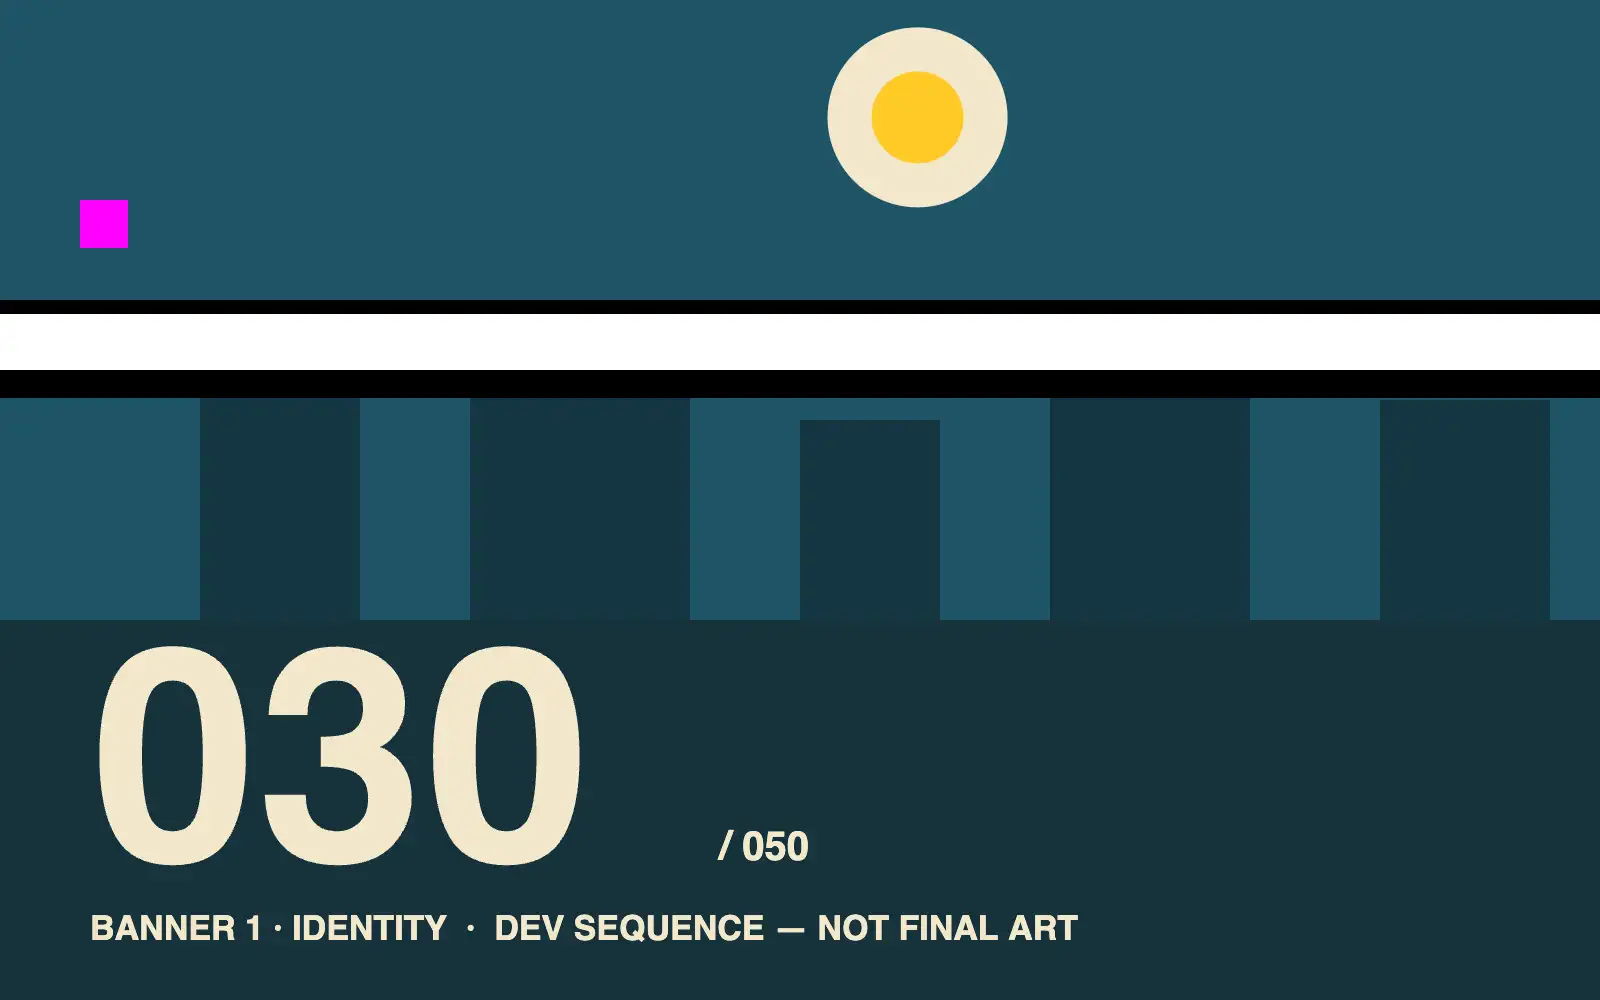 030
/ 050
BANNER 1 · IDENTITY · DEV SEQUENCE — NOT FINAL ART